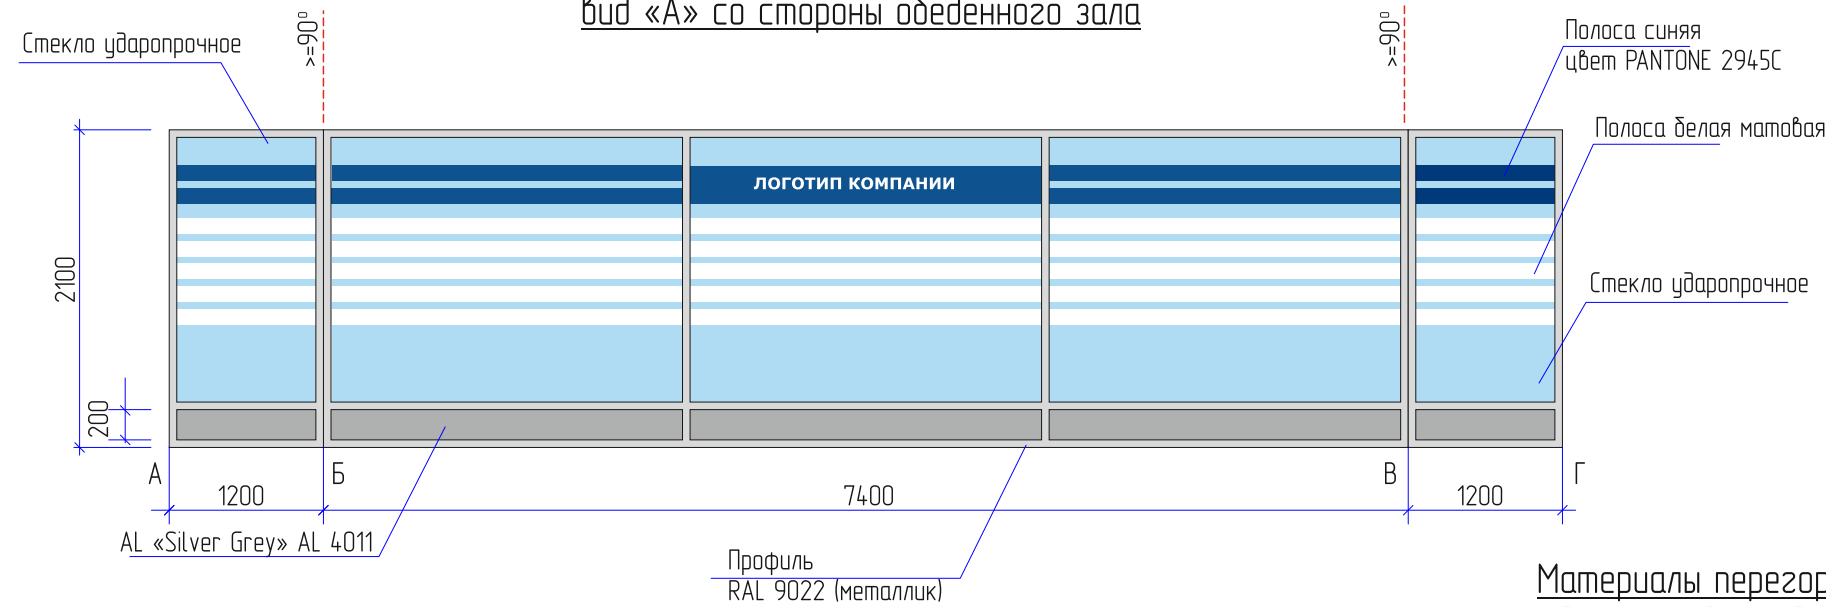 вид «А» со стороны обеденного зала
Стекло ударопрочное
>=90°
>=90°
Полоса синяя
цвет PANTONE 2945C
Полоса белая матовая
ЛОГОТИП КОМПАНИИ
Стекло ударопрочное
2100
200
А
Б
В
Г
1200
7400
1200
AL «Silver Grey» AL 4011
Профиль
RAL 9022 (металлик)
Материалы перегор